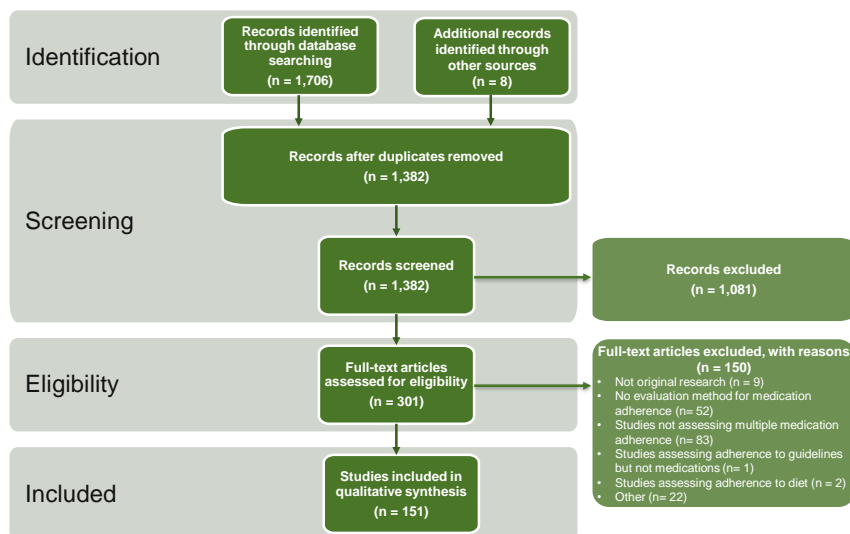 Identification
Records identified
through database
searching
(n = 1,706)
Additional records
identified through
other sources
(n = 8)
Screening
Records after duplicates removed
(n = 1,382)
Records screened
(n = 1,382)
Records excluded
(n = 1,081)
Eligibility
Full-text articles
assessed for eligibility
(n = 301)
Full-text articles excluded, with reasons
(n = 150)
• Not original research (n = 9)
• No evaluation method for medication
adherence (n= 52)
• Studies not assessing multiple medication
adherence (n= 83)
• Studies assessing adherence to guidelines
but not medications (n= 1)
• Studies assessing adherence to diet (n = 2)
• Other (n= 22)
Included
Studies included in
qualitative synthesis
(n = 151)